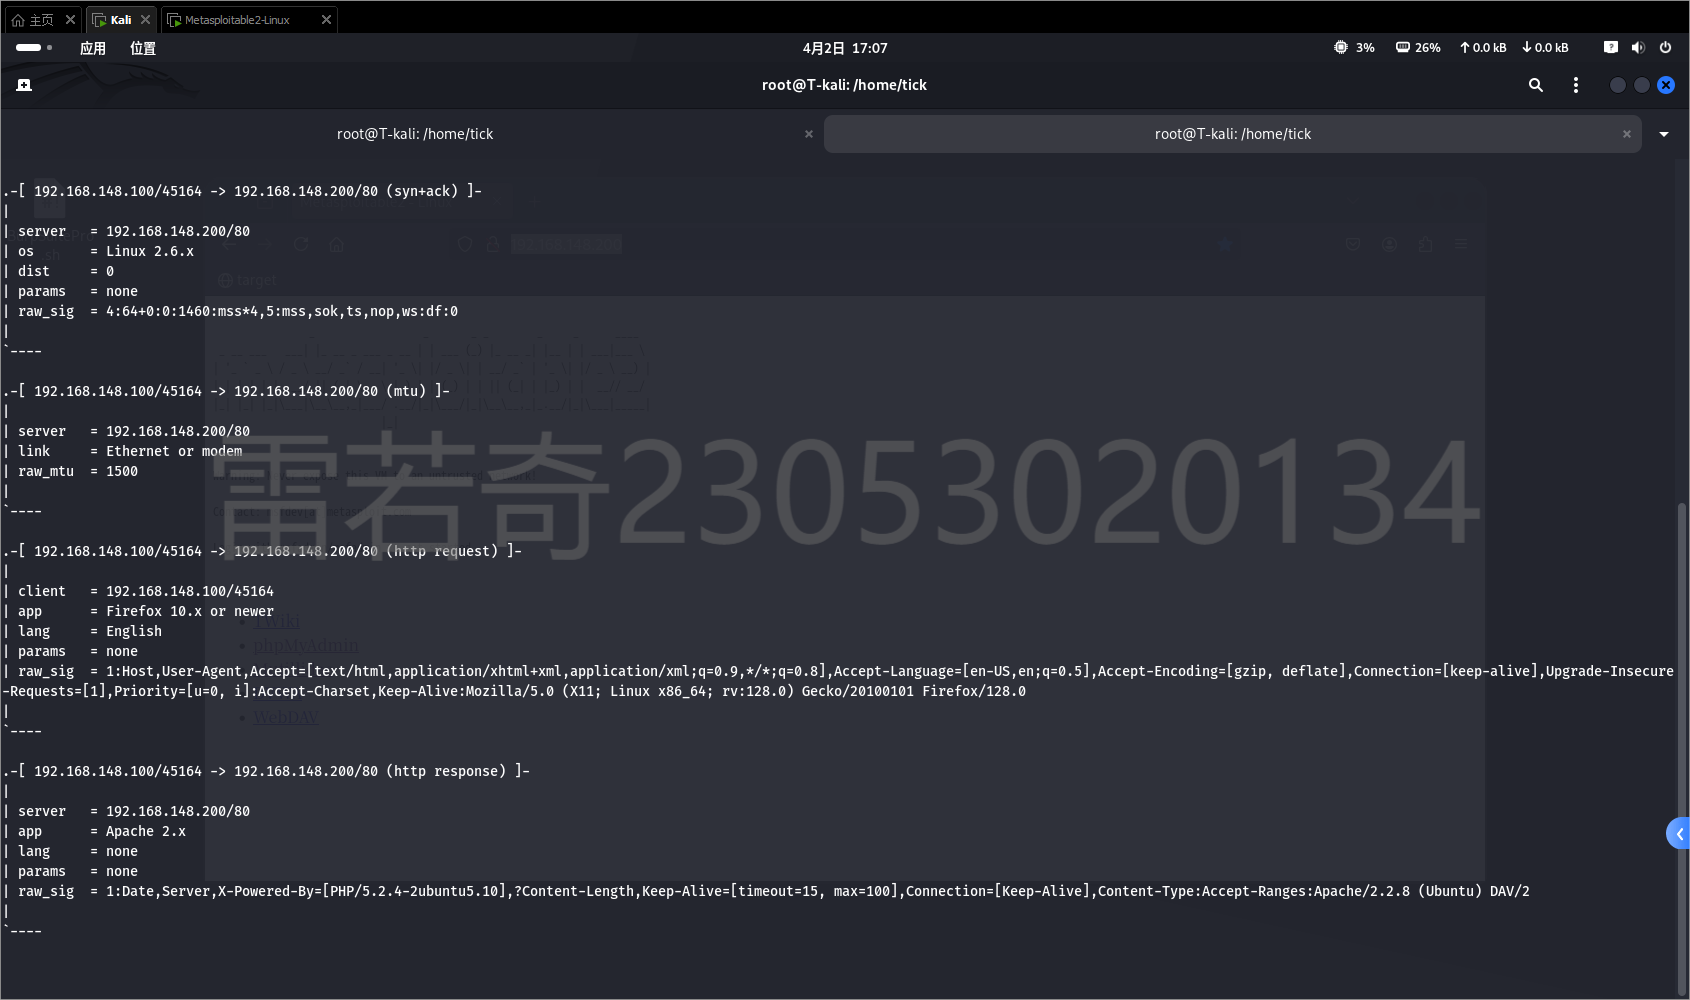 主页
Kali
Metasploitable2-Linux
应用 位置
4月2日 17:07
3% 26% ↑0.0 kB ↓0.0 kB
root@T-kali: /home/tick
root@T-kali: /home/tick
root@T-kali: /home/tick
.-[ 192.168.148.100/45164 -> 192.168.148.200/80 (syn+ack) ]-
|
| server   = 192.168.148.200/80
| os       = Linux 2.6.x
| dist     = 0
| params   = none
| raw_sig  = 4:64+0:0:1460:mss*4,5:mss,sok,ts,nop,ws:df:0
|
`----
.-[ 192.168.148.100/45164 -> 192.168.148.200/80 (mtu) ]-
|
| server   = 192.168.148.200/80
| link     = Ethernet or modem
| raw_mtu  = 1500
|
`----
雷若奇23053020134
.-[ 192.168.148.100/45164 -> 192.168.148.200/80 (http request) ]-
|
| client   = 192.168.148.100/45164
| app      = Firefox 10.x or newer
| lang     = English
| params   = none
| raw_sig  = 1:Host,User-Agent,Accept=[text/html,application/xhtml+xml,application/xml;q=0.9,*/*;q=0.8],Accept-Language=[en-US,en;q=0.5],Accept-Encoding=[gzip, deflate],Connection=[keep-alive],Upgrade-Insecure
-Requests=[1],Priority=[u=0, i]:Accept-Charset,Keep-Alive:Mozilla/5.0 (X11; Linux x86_64; rv:128.0) Gecko/20100101 Firefox/128.0
|
`----
TWiki
phpMyAdmin
WebDAV
.-[ 192.168.148.100/45164 -> 192.168.148.200/80 (http response) ]-
|
| server   = 192.168.148.200/80
| app      = Apache 2.x
| lang     = none
| params   = none
| raw_sig  = 1:Date,Server,X-Powered-By=[PHP/5.2.4-2ubuntu5.10],?Content-Length,Keep-Alive=[timeout=15, max=100],Connection=[Keep-Alive],Content-Type:Accept-Ranges:Apache/2.2.8 (Ubuntu) DAV/2
|
`----